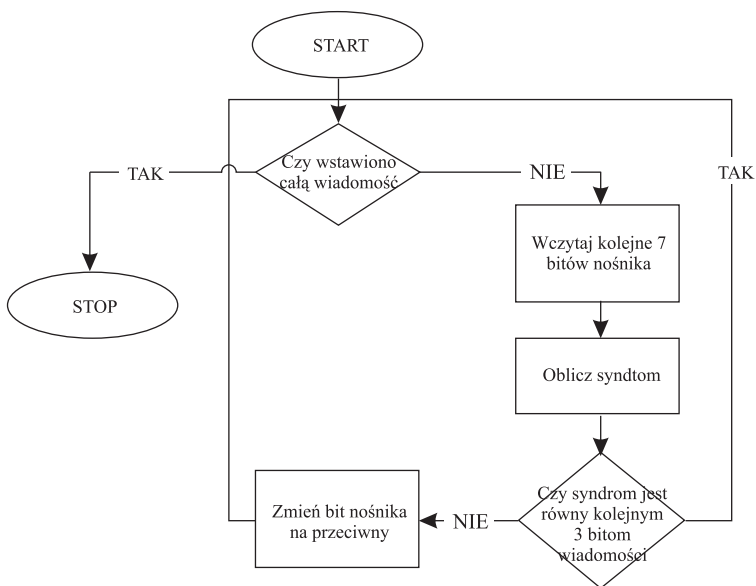 START
Czy wstawiono
całą wiadomość
TAK
NIE
TAK
Wczytaj kolejne 7
bitów nośnika
STOP
Oblicz syndtom
Czy syndrom jest
równy kolejnym
3 bitom
wiadomości
NIE
Zmień bit nośnika
na przeciwny